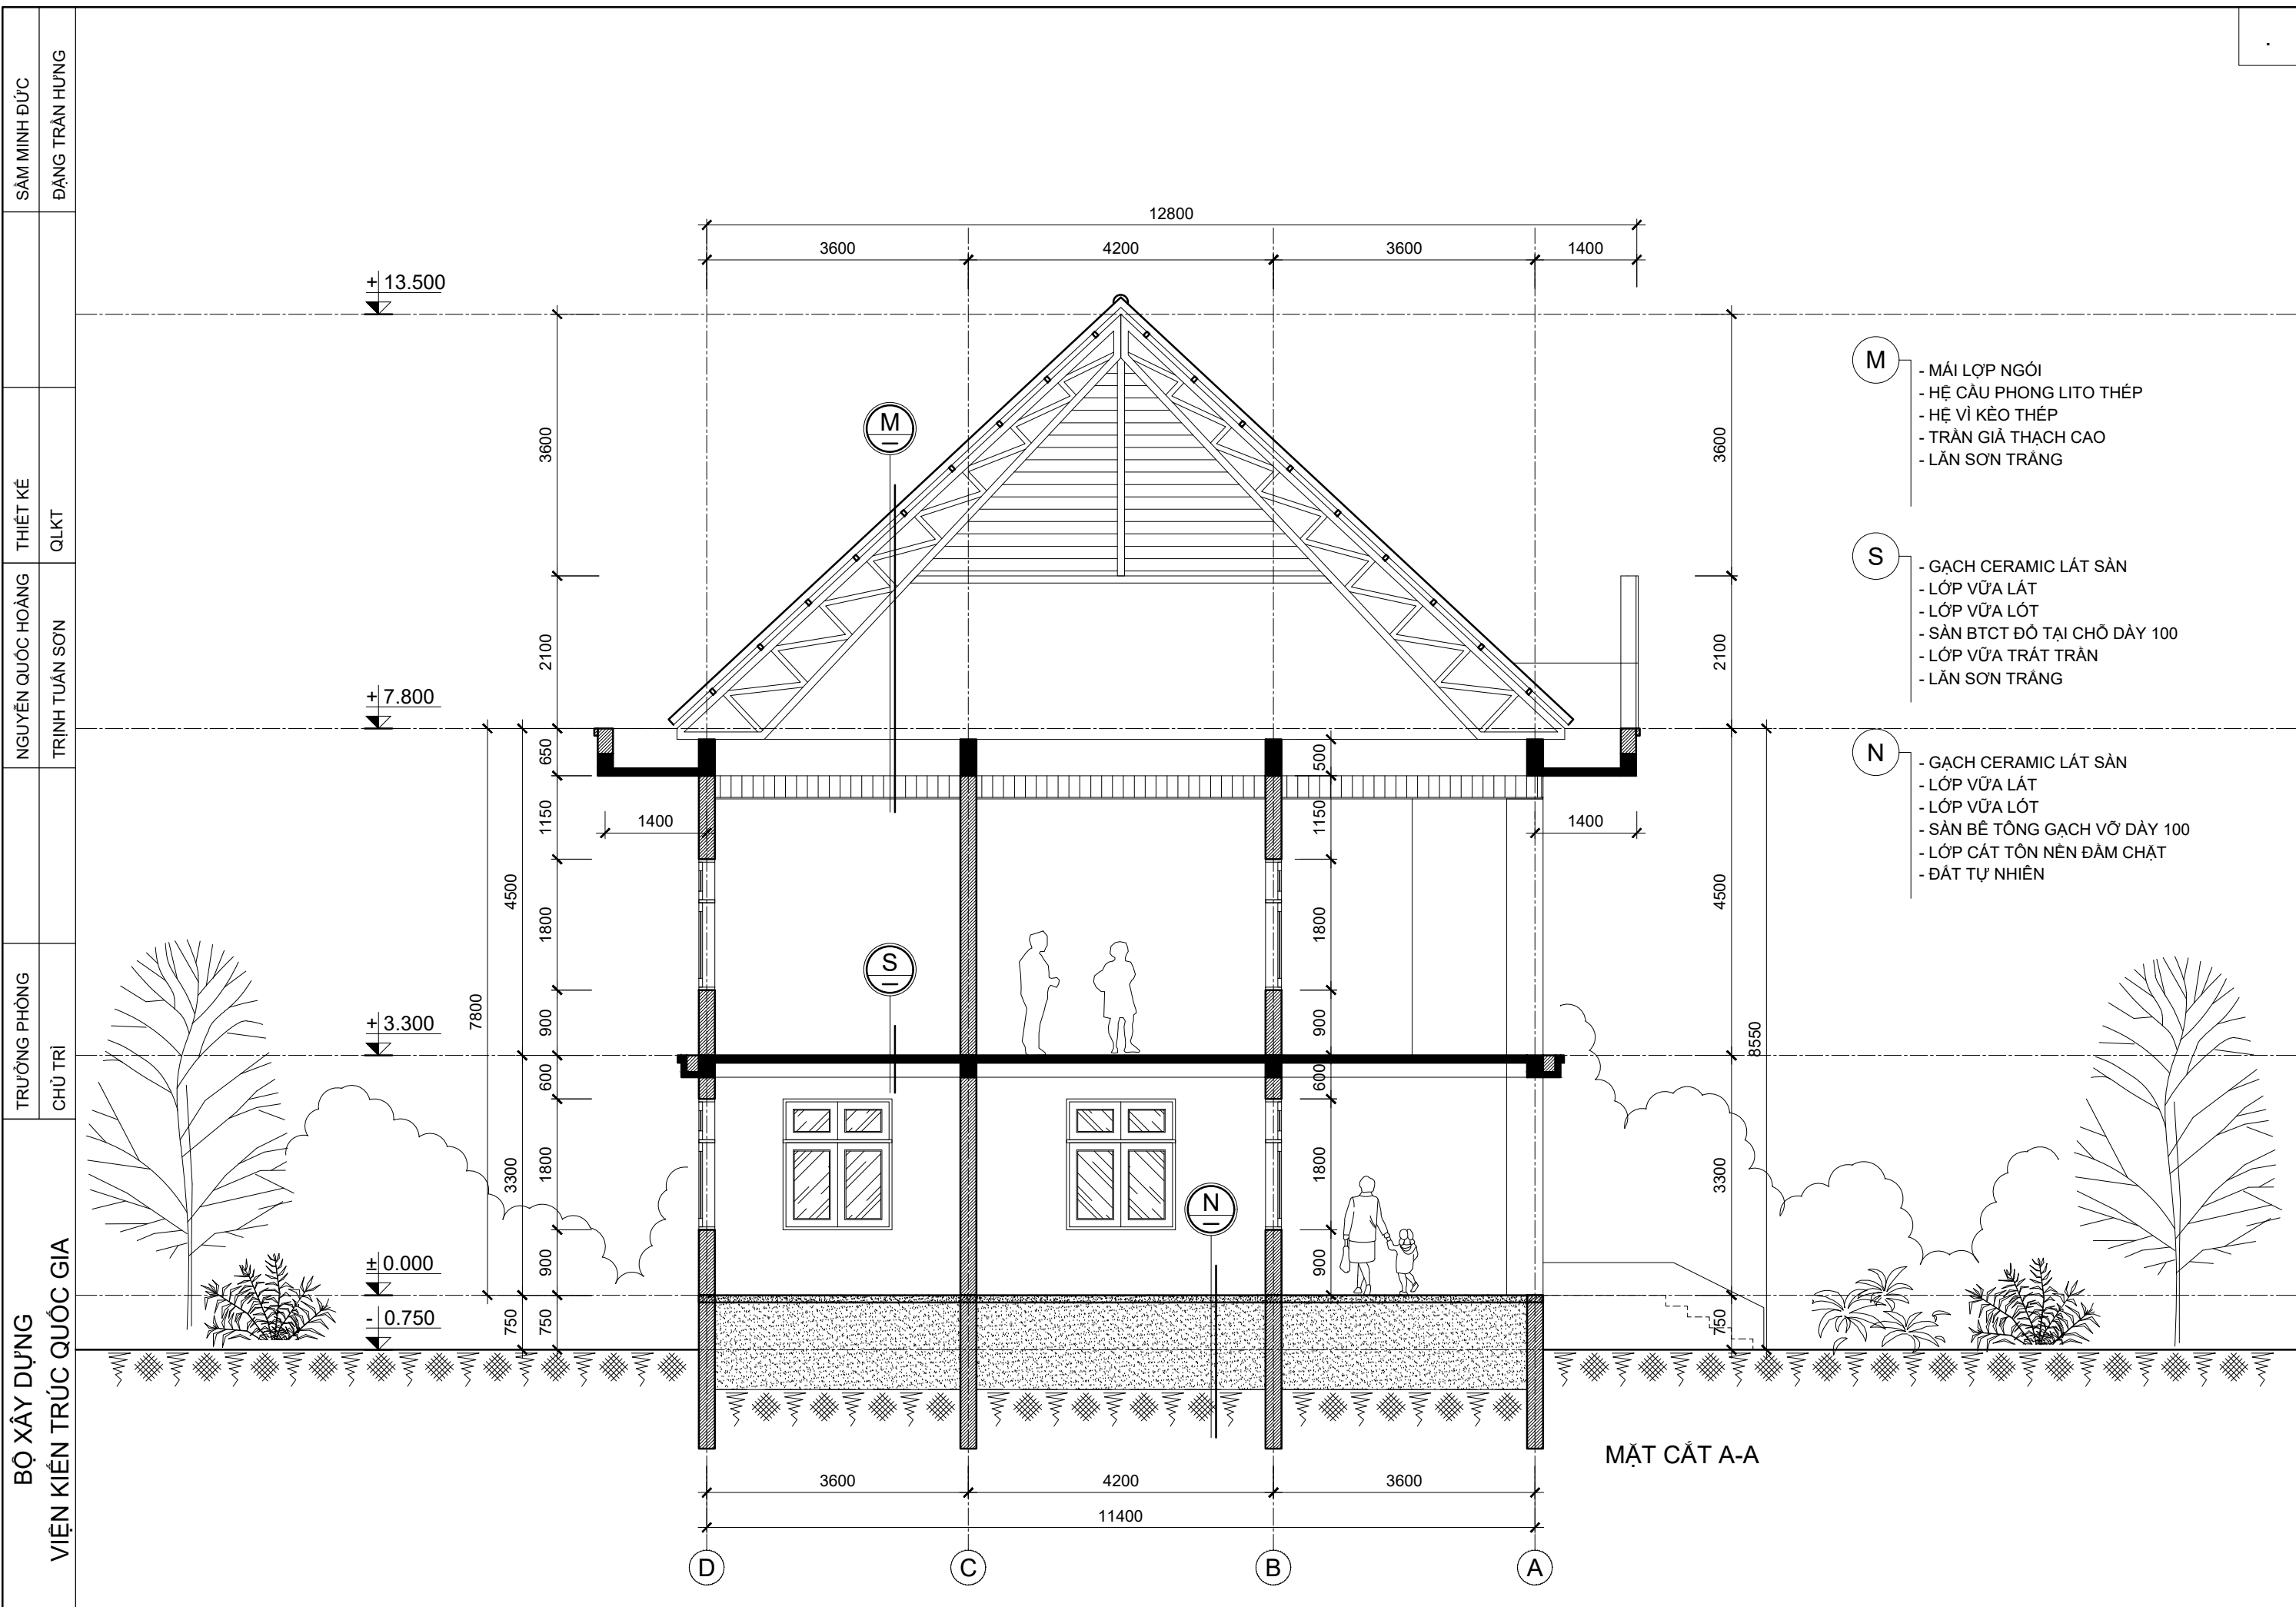 SẦM MINH ĐỨC
ĐẶNG TRẦN HƯNG
THIẾT KẾ
QLKT
NGUYỄN QUỐC HOÀNG
TRỊNH TUẤN SƠN
TRƯỞNG PHÒNG
CHỦ TRÌ
BỘ XÂY DỰNG
VIỆN KIẾN TRÚC QUỐC GIA
12800
3600
4200
3600
1400
+ 13.500
+ 7.800
+ 3.300
± 0.000
- 0.750
3600
2100
650
1150
1800
900
600
1800
900
750
4500
3300
750
7800
1400
M
S
N
500
1150
1800
900
600
1800
900
1400
3600
2100
4500
3300
750
8550
M
- MÁI LỢP NGÓI
- HỆ CẦU PHONG LITO THÉP
- HỆ VÌ KÈO THÉP
- TRẦN GIẢ THẠCH CAO
- LĂN SƠN TRẮNG
S
- GẠCH CERAMIC LÁT SÀN
- LỚP VỮA LÁT
- LỚP VỮA LÓT
- SÀN BTCT ĐỔ TẠI CHỖ DÀY 100
- LỚP VỮA TRÁT TRẦN
- LĂN SƠN TRẮNG
N
- GẠCH CERAMIC LÁT SÀN
- LỚP VỮA LÁT
- LỚP VỮA LÓT
- SÀN BÊ TÔNG GẠCH VỠ DÀY 100
- LỚP CÁT TÔN NỀN ĐẦM CHẶT
- ĐẤT TỰ NHIÊN
MẶT CẮT A-A
3600
4200
3600
11400
D
C
B
A